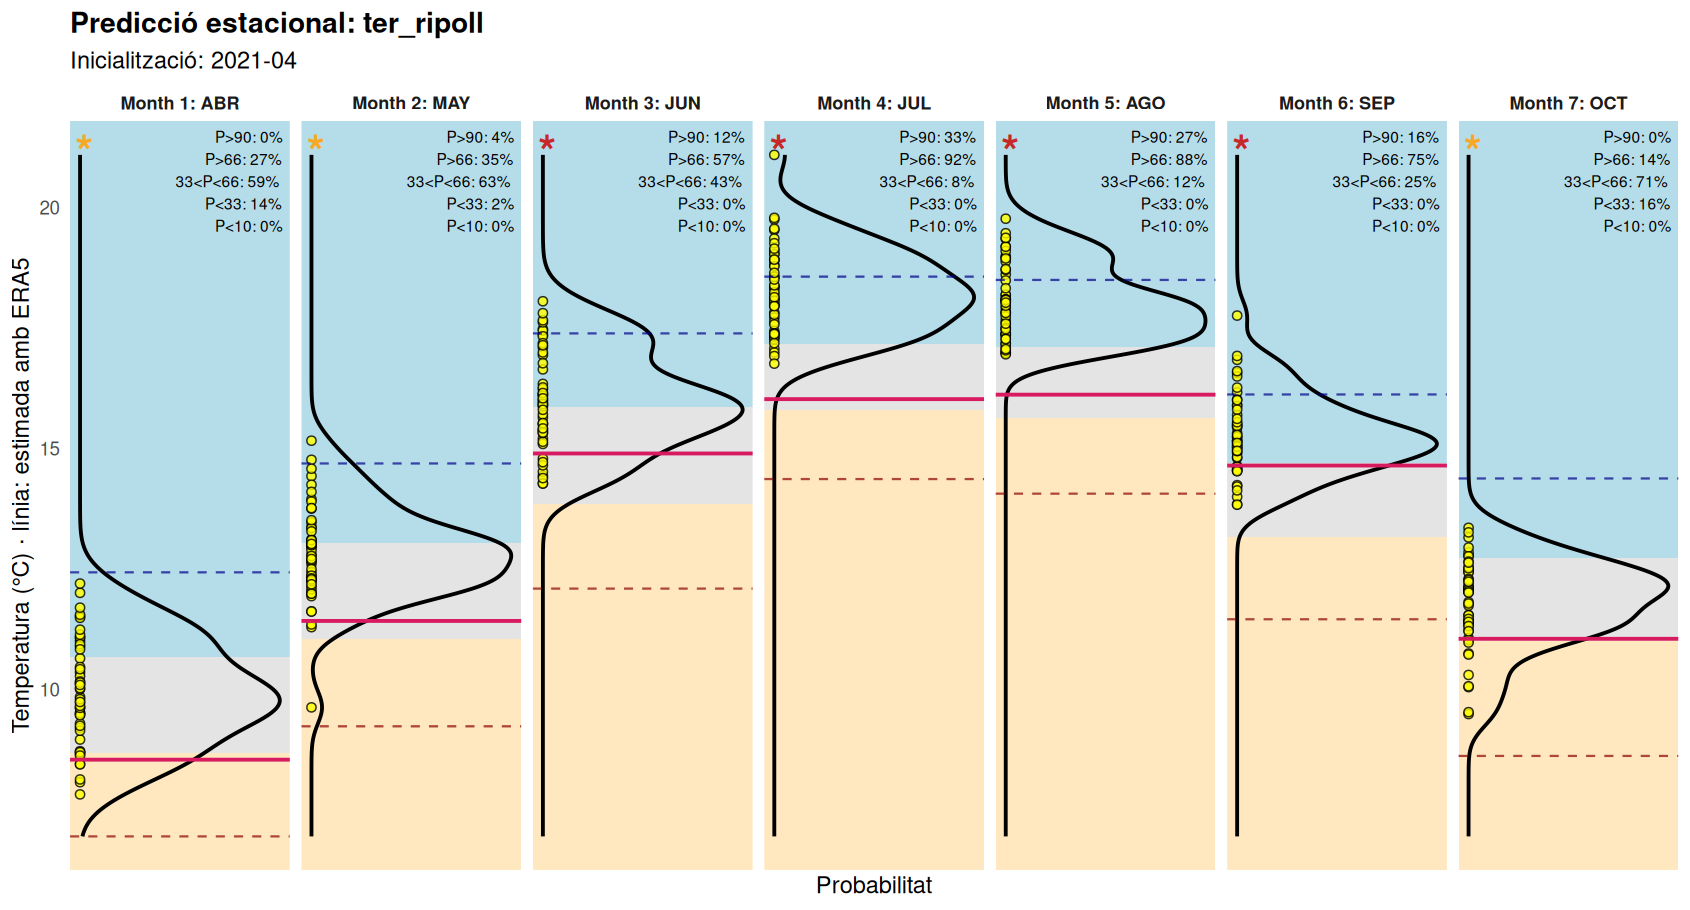 Predicció estacional: ter_ripoll
Inicialització: 2021-04
Month 1: ABR
Month 2: MAY
Month 3: JUN
Month 4: JUL
Month 5: AGO
Month 6: SEP
Month 7: OCT
*
P>90: 0%
P>66: 27%
33<P<66: 59%
P<33: 14%
P<10: 0%
*
P>90: 4%
P>66: 35%
33<P<66: 63%
P<33: 2%
P<10: 0%
*
P>90: 12%
P>66: 57%
33<P<66: 43%
P<33: 0%
P<10: 0%
*
P>90: 33%
P>66: 92%
33<P<66: 8%
P<33: 0%
P<10: 0%
*
P>90: 27%
P>66: 88%
33<P<66: 12%
P<33: 0%
P<10: 0%
*
P>90: 16%
P>66: 75%
33<P<66: 25%
P<33: 0%
P<10: 0%
*
P>90: 0%
P>66: 14%
33<P<66: 71%
P<33: 16%
P<10: 0%
20
15
10
Temperatura (°C) · línia: estimada amb ERA5
Probabilitat